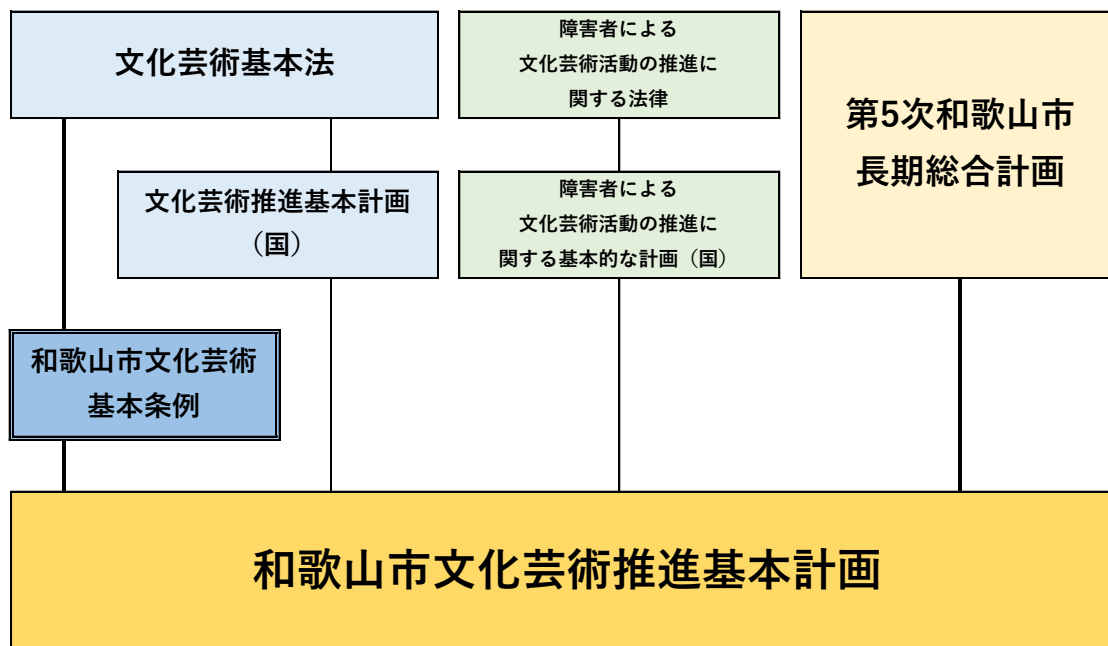 文化芸術基本法
障害者による
文化芸術活動の推進に
関する法律
第5次和歌山市
長期総合計画
文化芸術推進基本計画
（国）
障害者による
文化芸術活動の推進に
関する基本的な計画（国）
和歌山市文化芸術
基本条例
和歌山市文化芸術推進基本計画